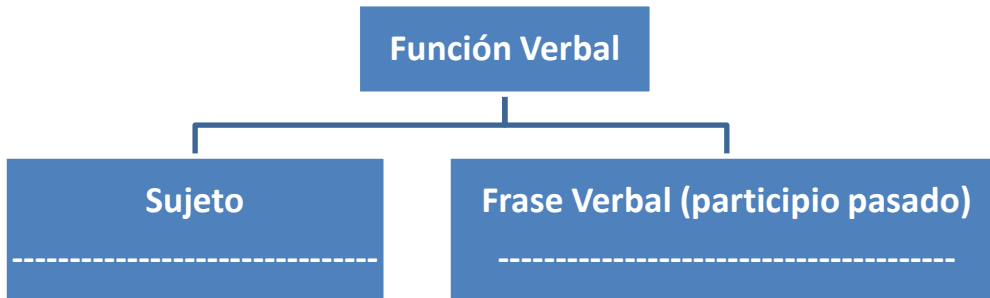 Función Verbal
Sujeto
--------------------------------
Frase Verbal (participio pasado)
----------------------------------------